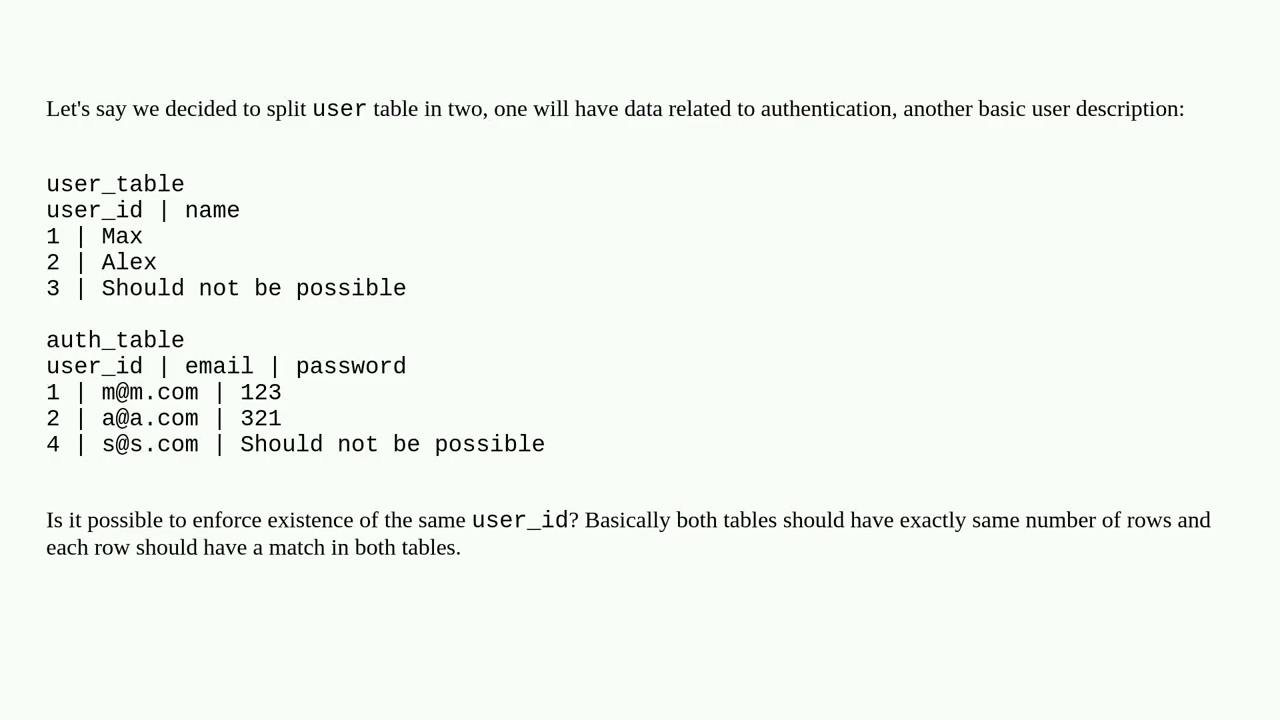 Let's say we decided to split user table in two, one will have data related to authentication, another basic user description:
user_table
user_id | name
1 | Max
2 | Alex
3 | Should not be possible
auth_table
user_id | email | password
1 | m@m.com | 123
2 | a@a.com | 321
4 | s@s.com | Should not be possible
Is it possible to enforce existence of the same user_id? Basically both tables should have exactly same number of rows and
each row should have a match in both tables.